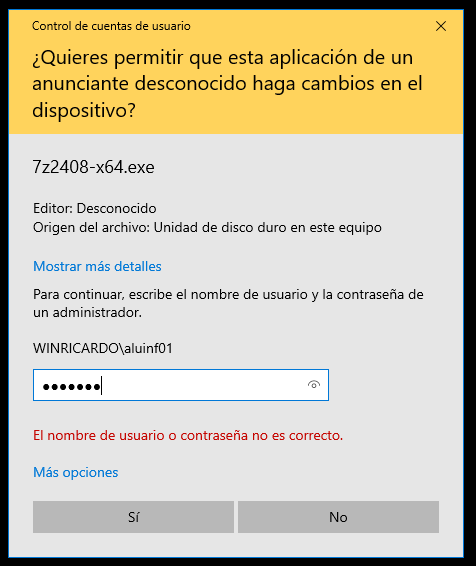 Control de cuentas de usuario
¿Quieres permitir que esta aplicación de un
anunciante desconocido haga cambios en el
dispositivo?
7z2408-x64.exe
Editor: Desconocido
Origen del archivo: Unidad de disco duro en este equipo
Mostrar más detalles
Para continuar, escribe el nombre de usuario y la contraseña de
un administrador.
WINRICARDO\aluinf01
●●●●●●●
El nombre de usuario o contraseña no es correcto.
Más opciones
Sí
No